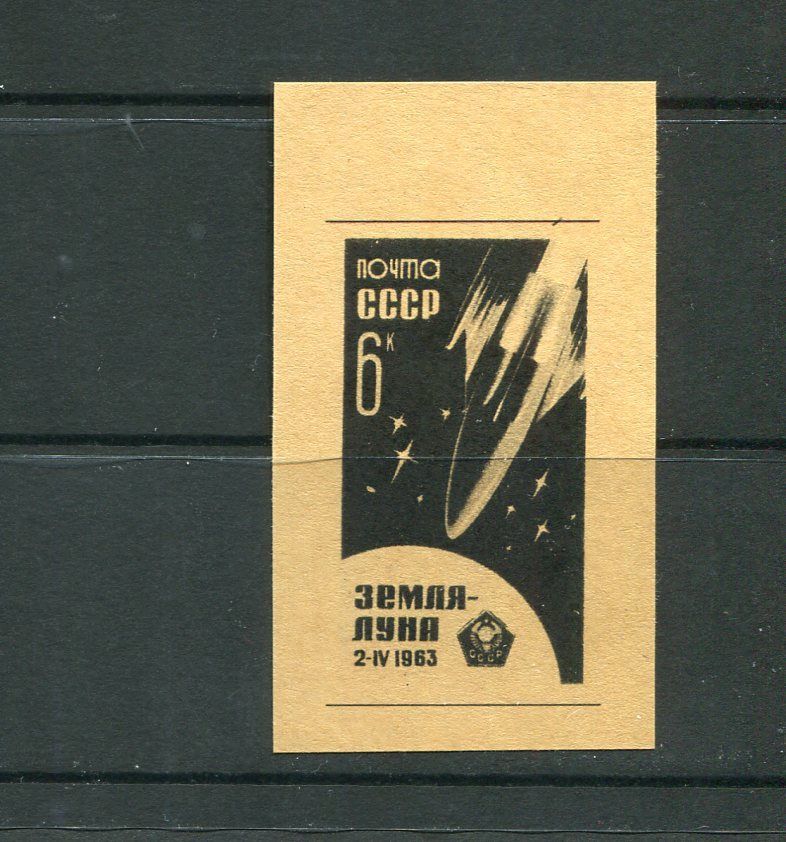 почта
СССР
6к
ЗЕМЛЯ-
ЛУНА
2-IV 1963
СССР